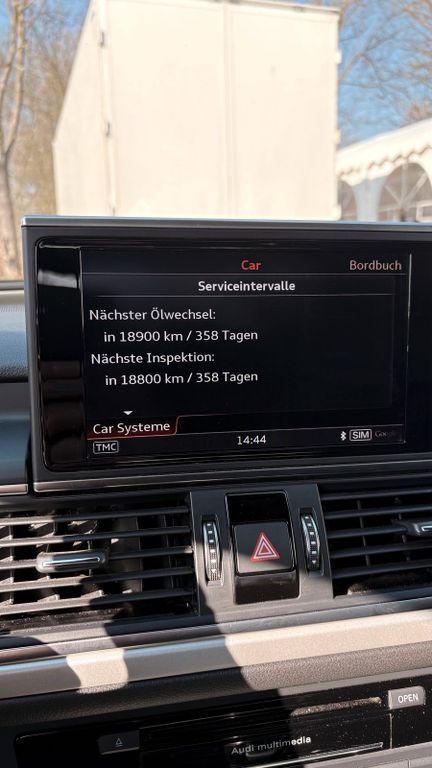 Car Bordbuch
Serviceintervalle
Nächster Ölwechsel:
in 18900 km / 358 Tagen
Nächste Inspektion:
in 18800 km / 358 Tagen
Car Systeme
TMC 14:44 SIM Google
OPEN
Audi multimedia